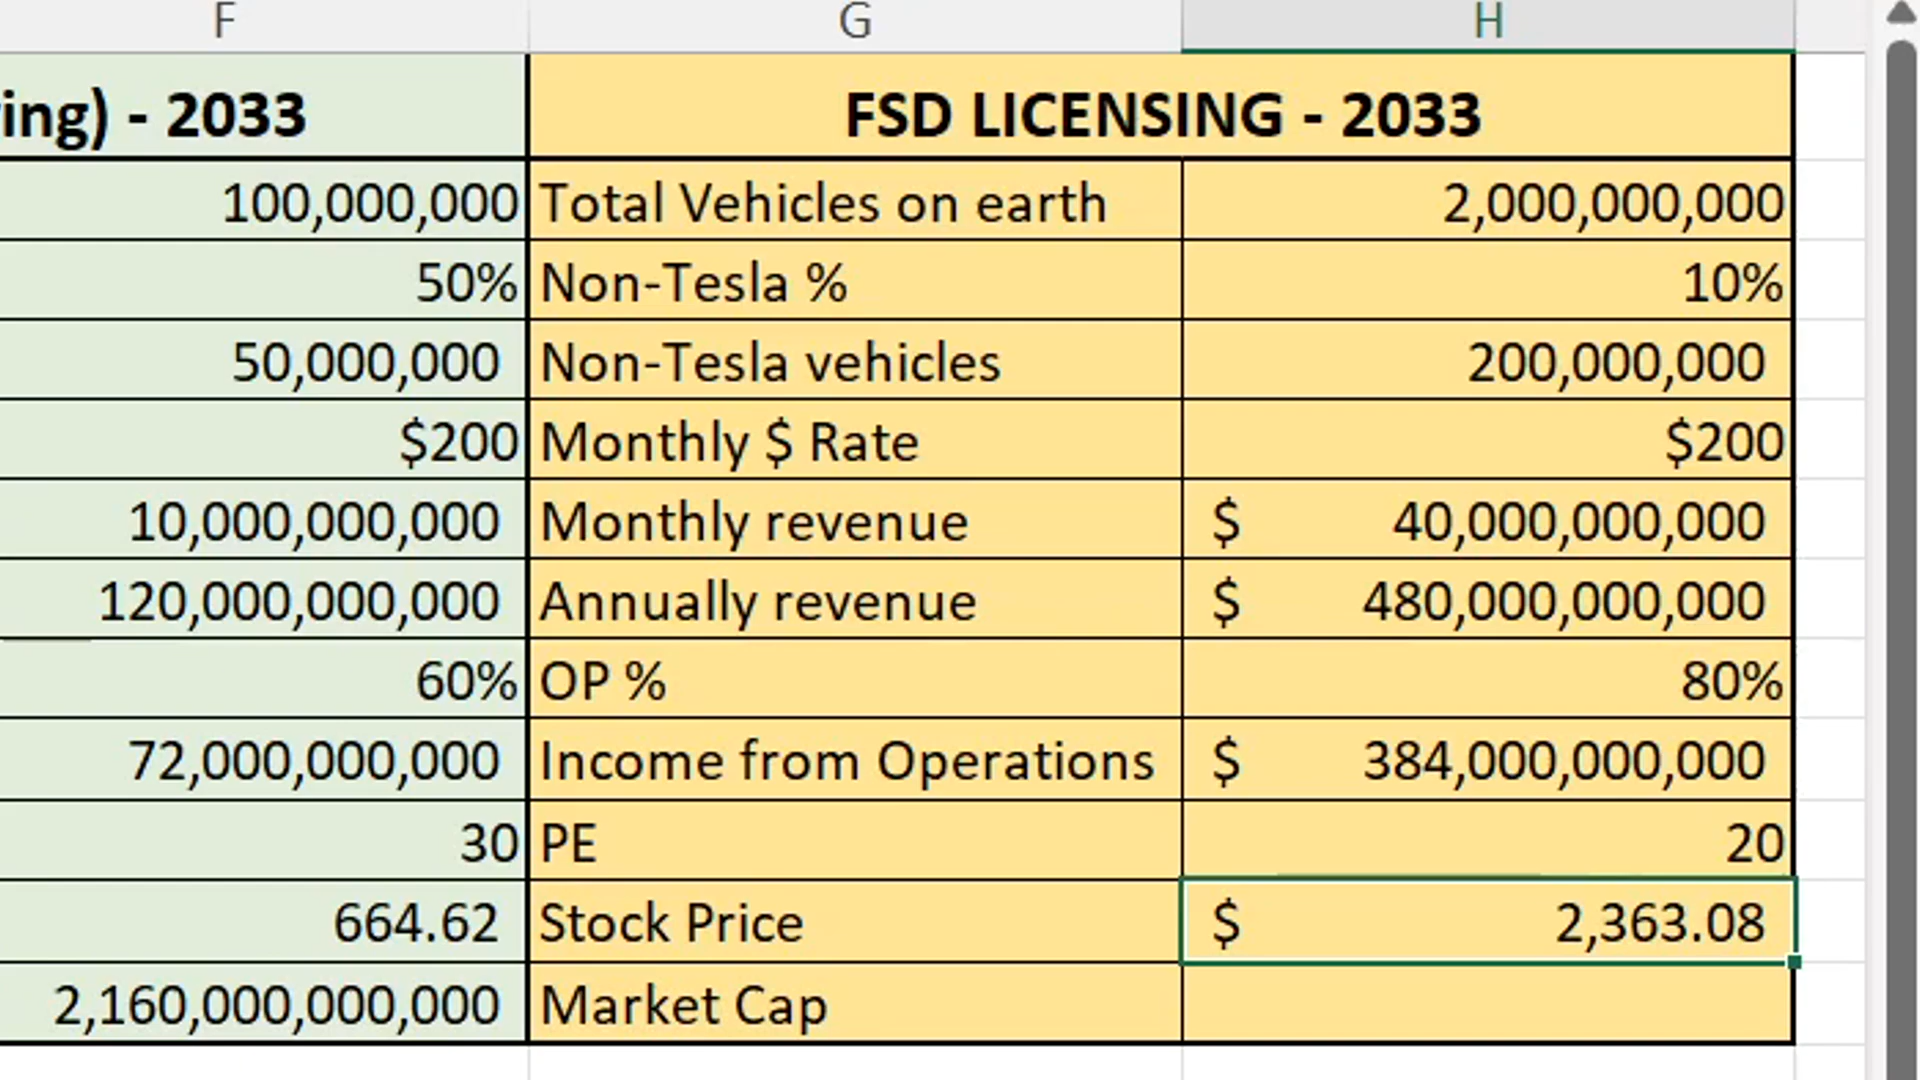 F G H
ing) - 2033 FSD LICENSING - 2033
100,000,000 Total Vehicles on earth 2,000,000,000
50% Non-Tesla % 10%
50,000,000 Non-Tesla vehicles 200,000,000
$200 Monthly $ Rate $200
10,000,000,000 Monthly revenue $ 40,000,000,000
120,000,000,000 Annually revenue $ 480,000,000,000
60% OP % 80%
72,000,000,000 Income from Operations $ 384,000,000,000
30 PE 20
664.62 Stock Price $ 2,363.08
2,160,000,000,000 Market Cap